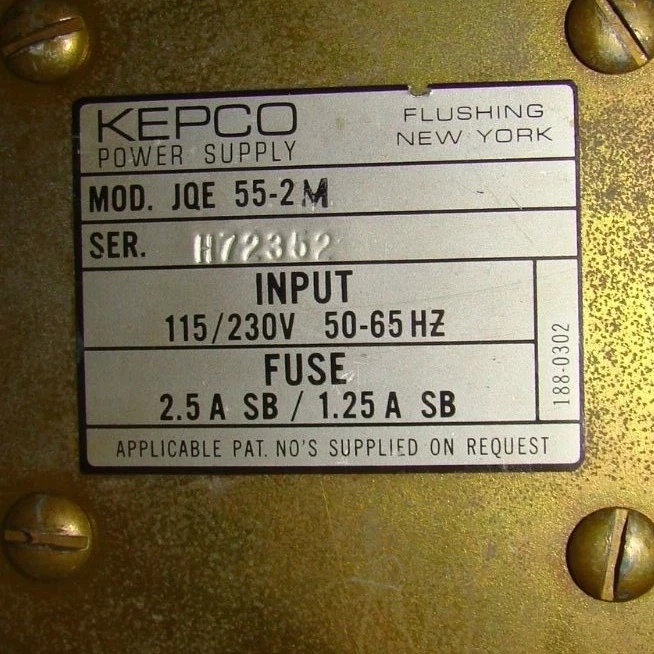 KEPCO
POWER SUPPLY
FLUSHING
NEW YORK
MOD. JQE 55-2 M
SER. H72352
INPUT
115/230V 50-65 HZ
FUSE
2.5 A SB / 1.25 A SB
188-0302
APPLICABLE PAT. NO'S SUPPLIED ON REQUEST